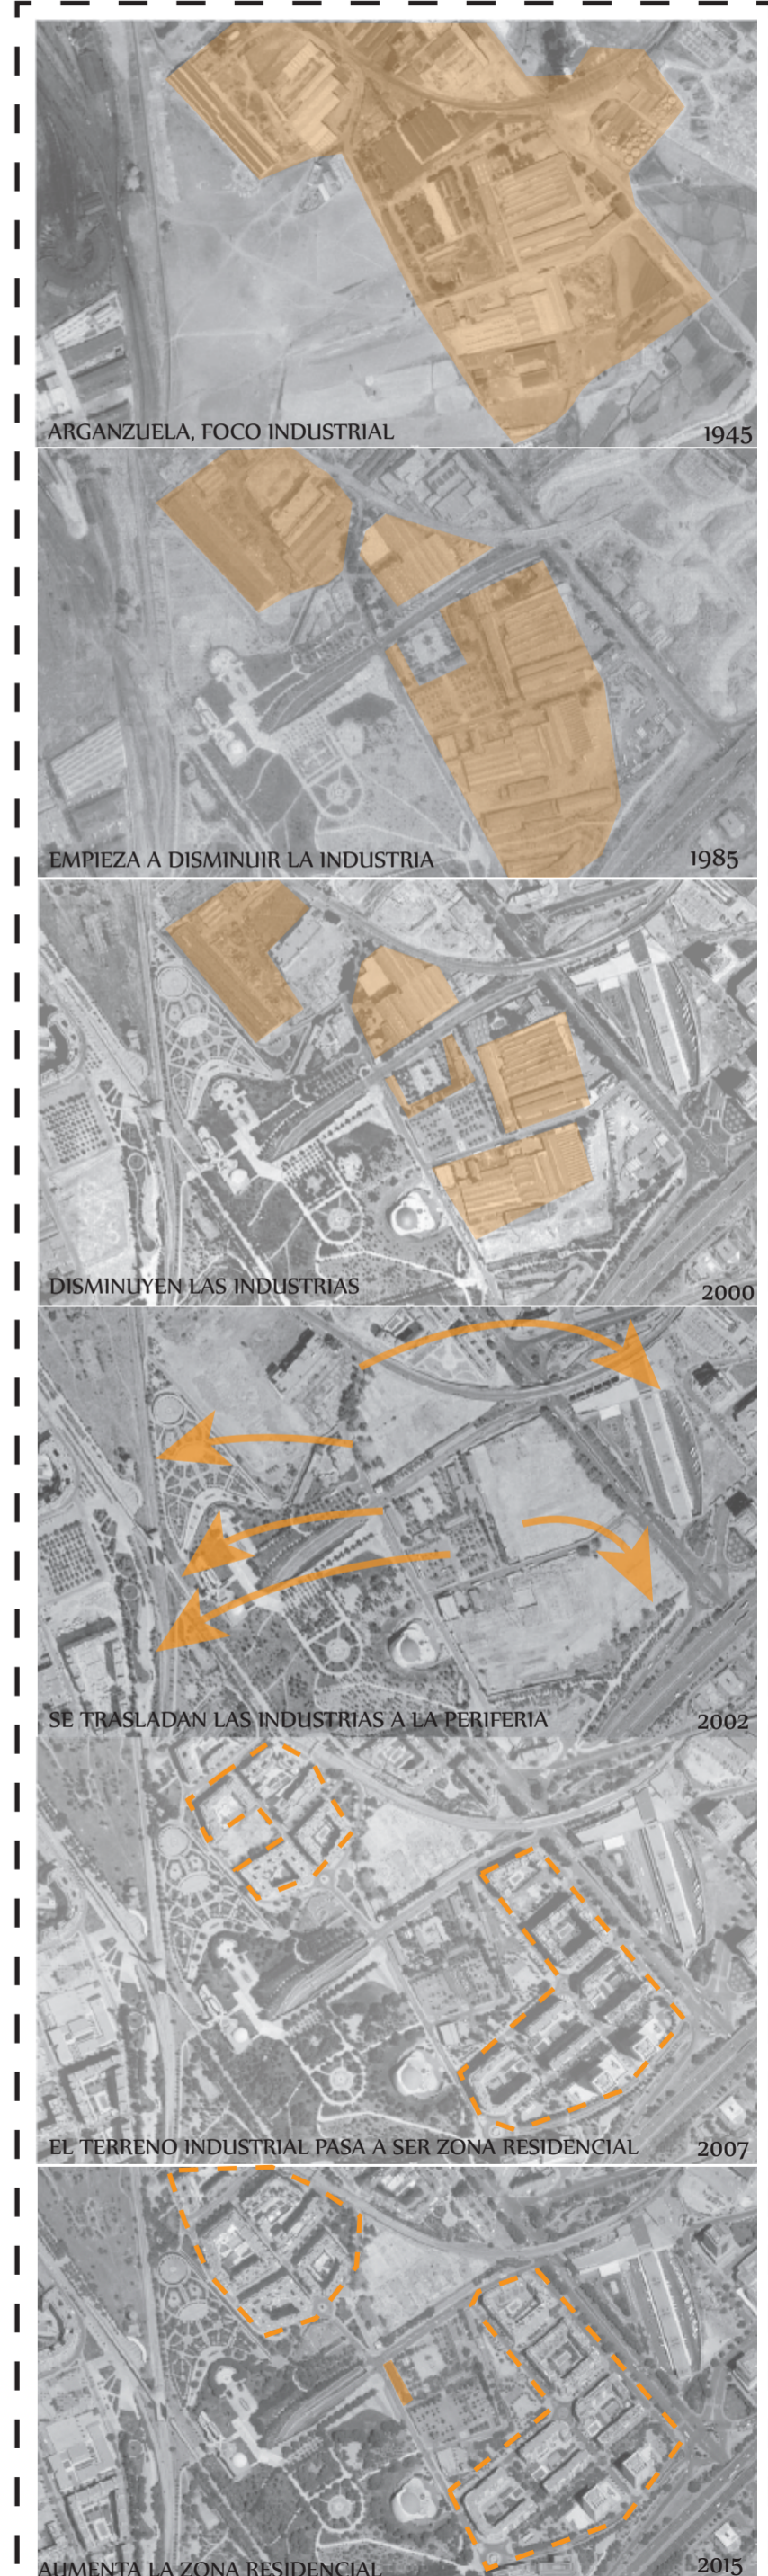 ARGANZUELA, FOCO INDUSTRIAL 1945
EMPIEZA A DISMINUIR LA INDUSTRIA 1985
DISMINUYEN LAS INDUSTRIAS 2000
SE TRASLADAN LAS INDUSTRIAS A LA PERIFERIA 2002
EL TERRENO INDUSTRIAL PASA A SER ZONA RESIDENCIAL 2007
AUMENTA LA ZONA RESIDENCIAL 2015